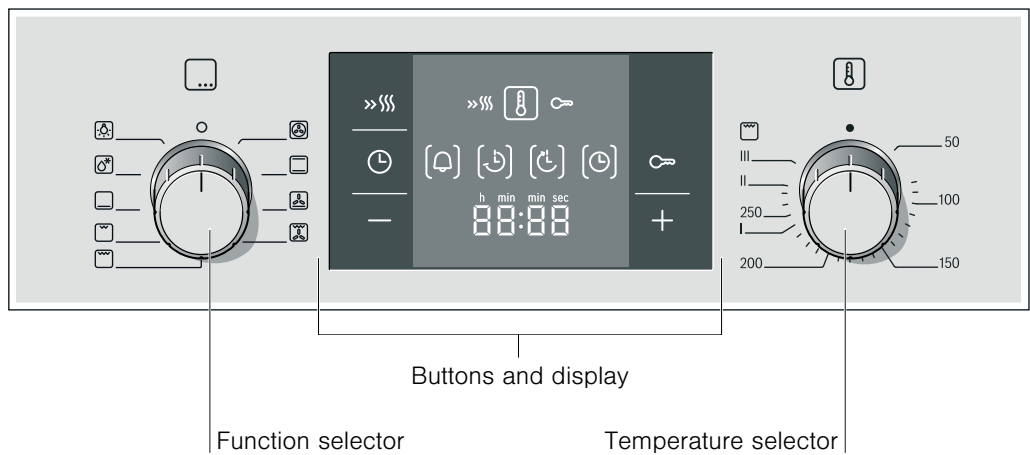 h min min sec
88:88
50
100
150
200
250
I
II
III
Buttons and display
Function selector
Temperature selector